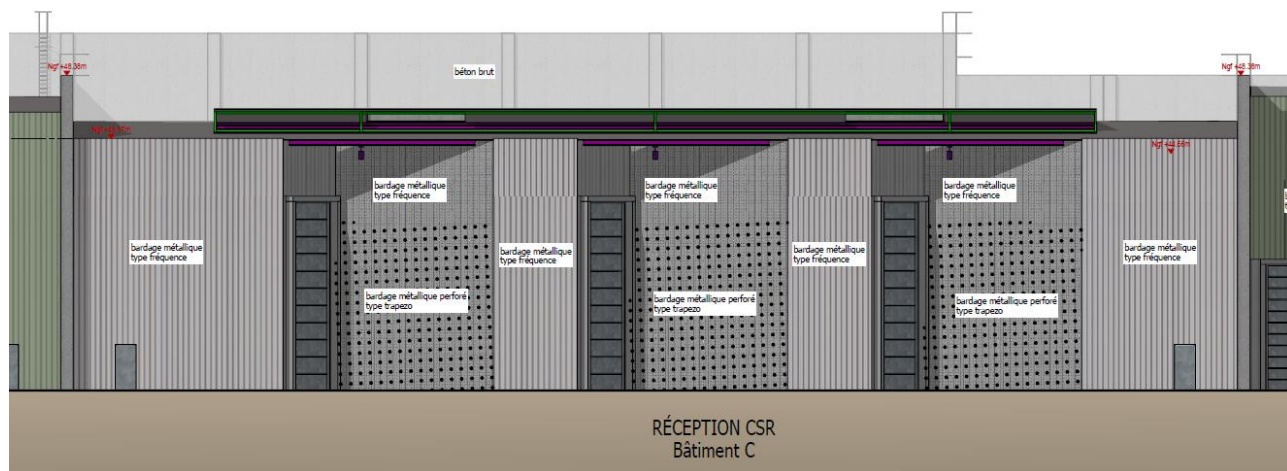 béton brut
Ngf +48.38m
Ngf +48.38m
Ngf +44.66m
bardage métallique
type fréquence
bardage métallique
type fréquence
bardage métallique
type fréquence
bardage métallique
type fréquence
bardage métallique
type fréquence
bardage métallique
type fréquence
bardage métallique
type fréquence
bardage métallique perforé
type trapezo
bardage métallique perforé
type trapezo
bardage métallique perforé
type trapezo
RÉCEPTION CSR
Bâtiment C